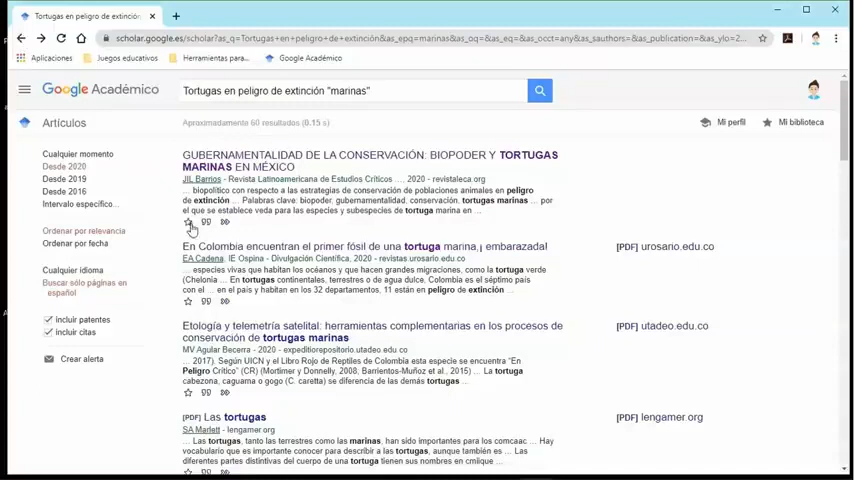 Tortugas en peligro de extinció
scholar.google.es/scholar?as_q=Tortugas+en+peligro+de+extinción&as_epq=marinas&as_oq=&as_eq=&as_occt=any&as_sauthors=&as_publication=&as_ylo=2...
Aplicaciones
Juegos educativos
Herramientas para...
Google Académico
Google Académico
Tortugas en peligro de extinción "marinas"
Artículos
Aproximadamente 60 resultados (0.15 s)
Mi perfil
Mi biblioteca
Cualquier momento
Desde 2020
Desde 2019
Desde 2016
Intervalo específico...
Ordenar por relevancia
Ordenar por fecha
Cualquier idioma
Buscar sólo páginas en
español
incluir patentes
incluir citas
Crear alerta
GUBERNAMENTALIDAD DE LA CONSERVACIÓN: BIOPODER Y TORTUGAS
MARINAS EN MÉXICO
JIL Barrios - Revista Latinoamericana de Estudios Críticos ..., 2020 - revistaleca.org
... biopolítico con respecto a las estrategias de conservación de poblaciones animales en peligro
de extinción ... Palabras clave: biopoder, gubernamentalidad, conservación, tortugas marinas ... por
el que se establece veda para las especies y subespecies de tortuga marina en ...
En Colombia encuentran el primer fósil de una tortuga marina,¡ embarazada!
[PDF] urosario.edu.co
EA Cadena, IE Ospina - Divulgación Científica, 2020 - revistas.urosario.edu.co
... especies vivas que habitan los océanos y que hacen grandes migraciones, como la tortuga verde
(Chelonia ... En tortugas continentales, terrestres o de agua dulce, Colombia es el séptimo país
con el ... en el país y habitan en los 32 departamentos, 11 están en peligro de extinción ...
Etología y telemetría satelital: herramientas complementarias en los procesos de
conservación de tortugas marinas
[PDF] utadeo.edu.co
MV Aguilar Becerra - 2020 - expeditiorepositorio.utadeo.edu.co
... 2017). Según UICN y el Libro Rojo de Reptiles de Colombia esta especie se encuentra "En
Peligro Crítico" (CR) (Mortimer y Donnelly, 2008; Barrientos-Muñoz et al., 2015) ... La tortuga
cabezona, caguama o gogo (C. caretta) se diferencia de las demás tortugas ...
[PDF] Las tortugas
[PDF] lengamer.org
SA Marlett - lengamer.org
... Las tortugas, tanto las terrestres como las marinas, han sido importantes para los comcaac ... Hay
vocabulario que es importante conocer para describir a las tortugas, aunque también es ... Las
diferentes partes distintivas del cuerpo de una tortuga tienen sus nombres en cmiique ...